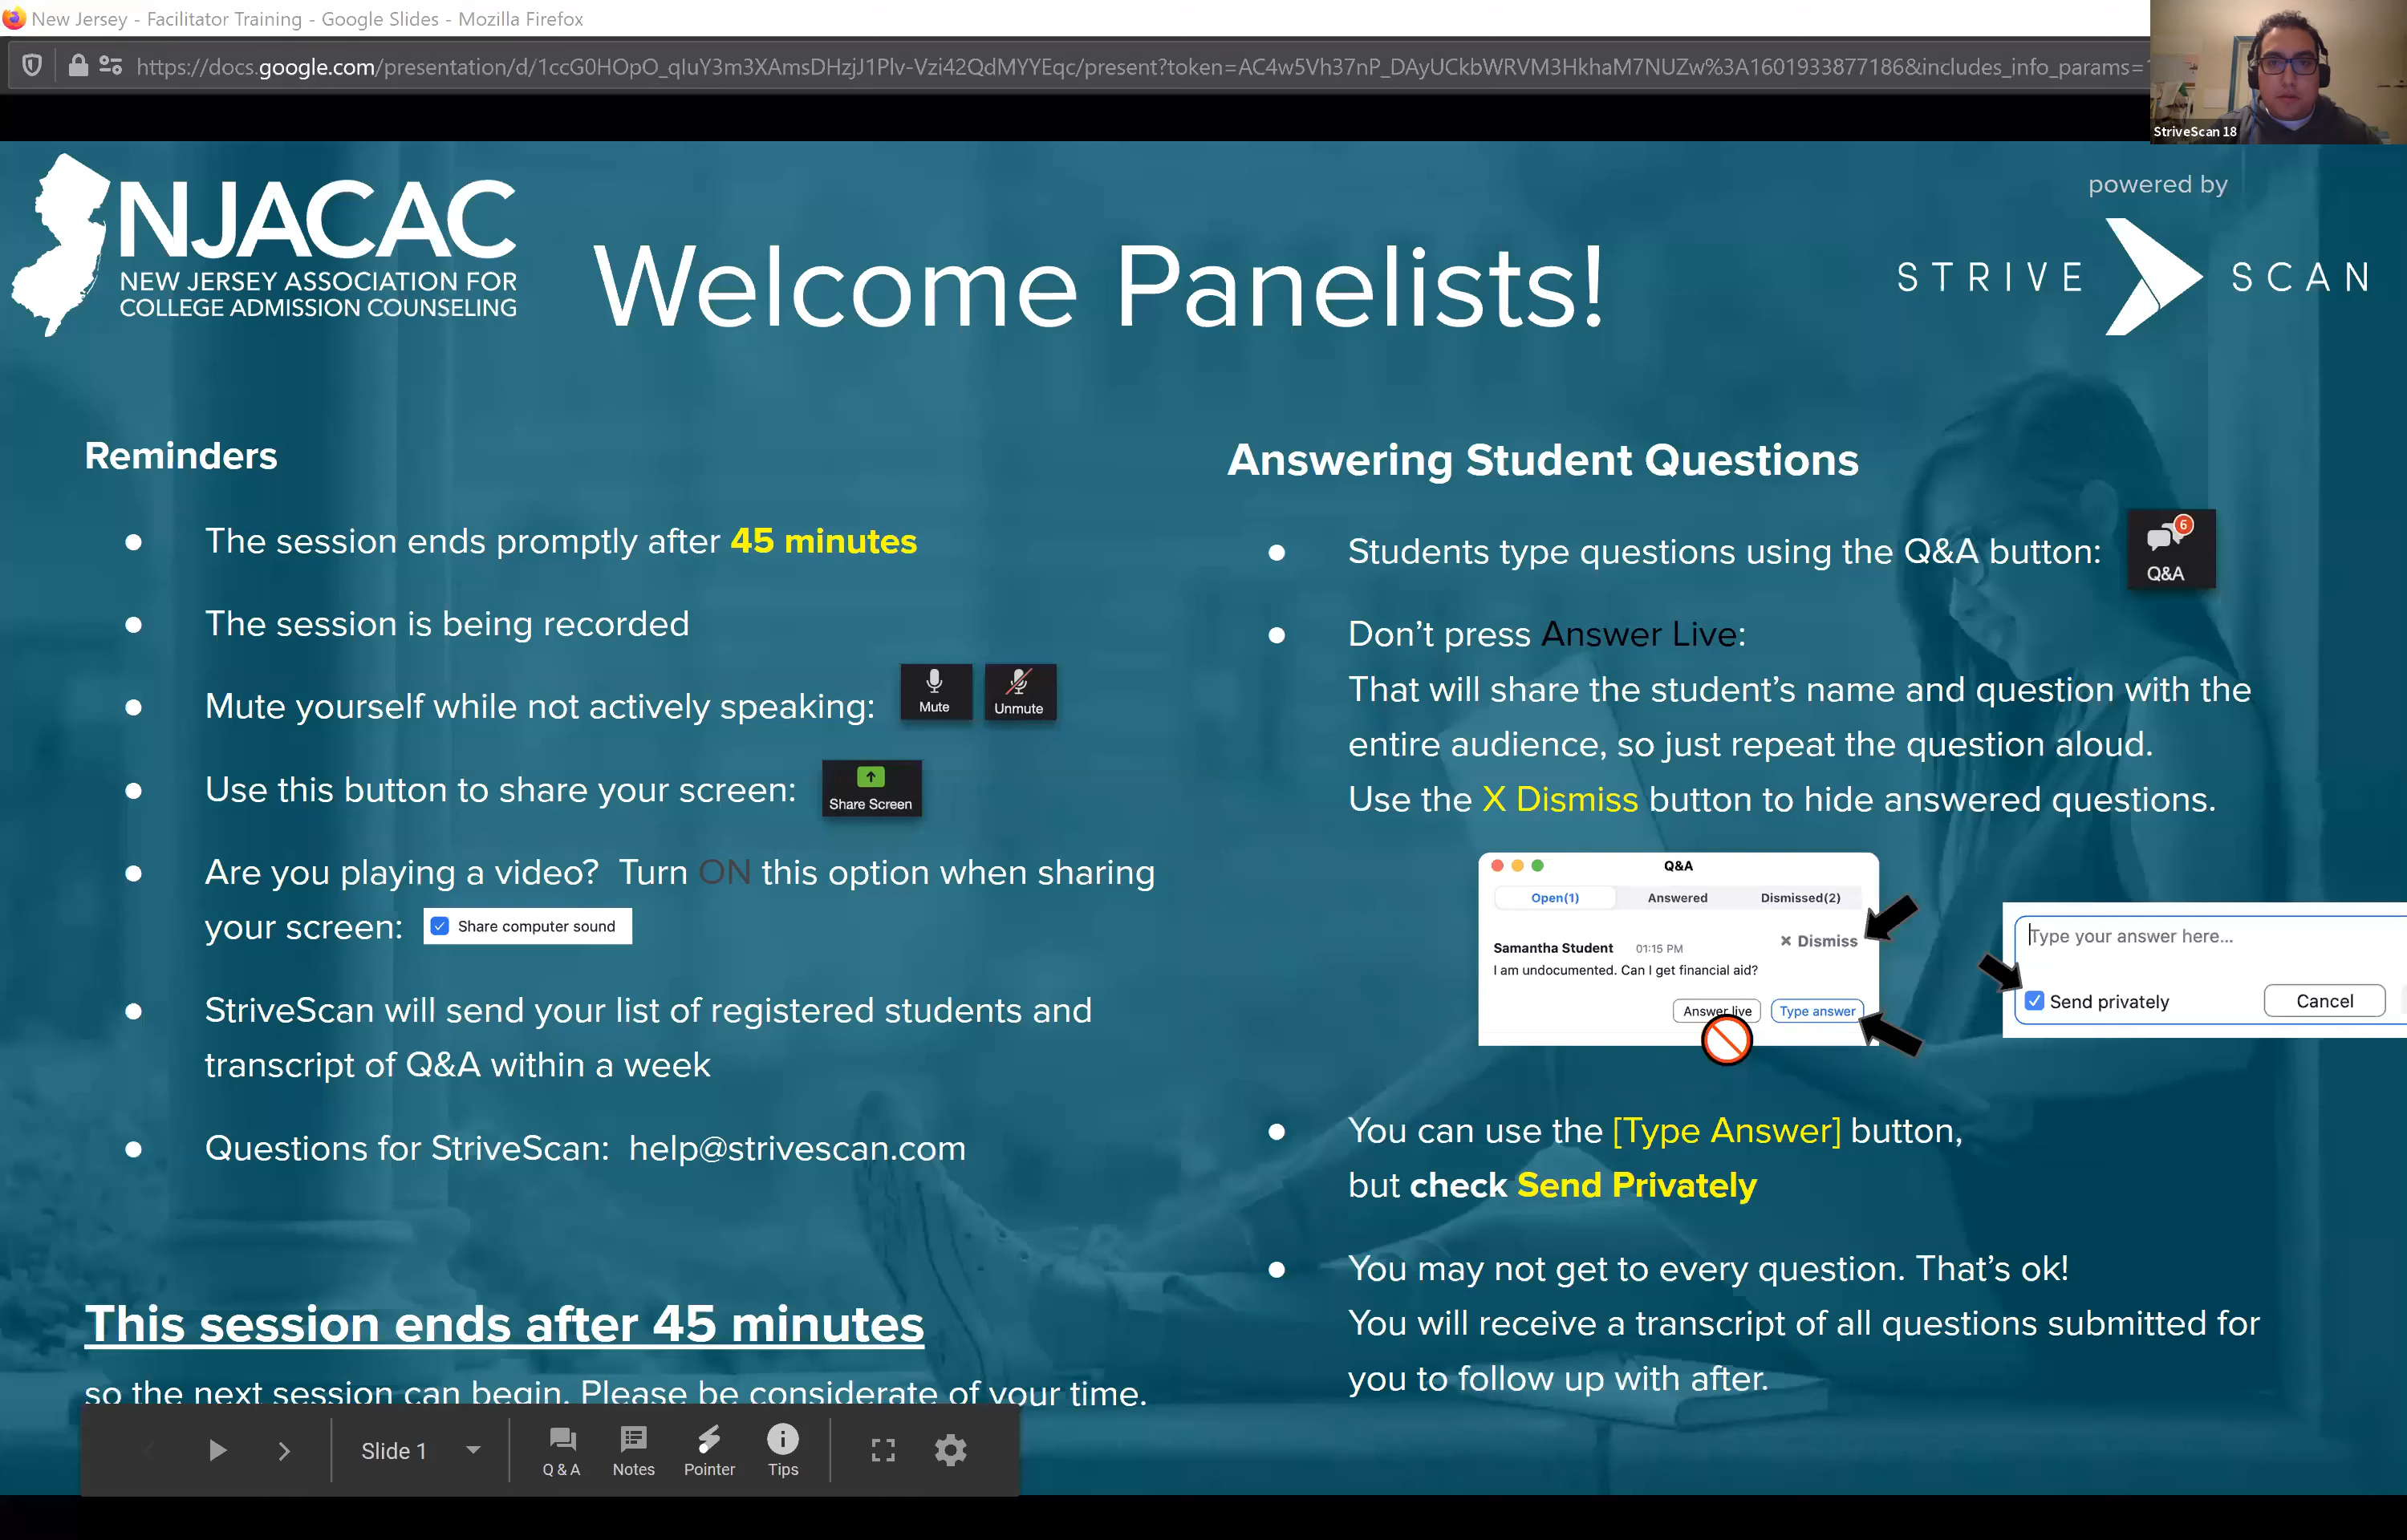 New Jersey - Facilitator Training - Google Slides - Mozilla Firefox
https://docs.google.com/presentation/d/1ccG0HOpO_qIuY3m3XAmsDHzjJ1Plv-Vzi42QdMYYEqc/present?token=AC4w5Vh37nP_DAyUCkbWRVM3HkhaM7NUZw%3A1601933877186&includes_info_params=
StriveScan 18
NJACAC
NEW JERSEY ASSOCIATION FOR
COLLEGE ADMISSION COUNSELING
Welcome Panelists!
powered by
STRIVE SCAN
Reminders
● The session ends promptly after 45 minutes
● The session is being recorded
● Mute yourself while not actively speaking:
Mute
Unmute
● Use this button to share your screen:
Share Screen
● Are you playing a video? Turn ON this option when sharing
your screen:
Share computer sound
● StriveScan will send your list of registered students and
transcript of Q&A within a week
● Questions for StriveScan: help@strivescan.com
This session ends after 45 minutes
so the next session can begin. Please be considerate of your time.
Answering Student Questions
● Students type questions using the Q&A button:
6
Q&A
● Don’t press Answer Live:
That will share the student’s name and question with the
entire audience, so just repeat the question aloud.
Use the X Dismiss button to hide answered questions.
Q&A
Open(1) Answered Dismissed(2)
Samantha Student 01:15 PM × Dismiss
I am undocumented. Can I get financial aid?
Answer live Type answer
Type your answer here...
Send privately Cancel
● You can use the [Type Answer] button,
but check Send Privately
● You may not get to every question. That’s ok!
You will receive a transcript of all questions submitted for
you to follow up with after.
Slide 1
Q & A
Notes
Pointer
Tips